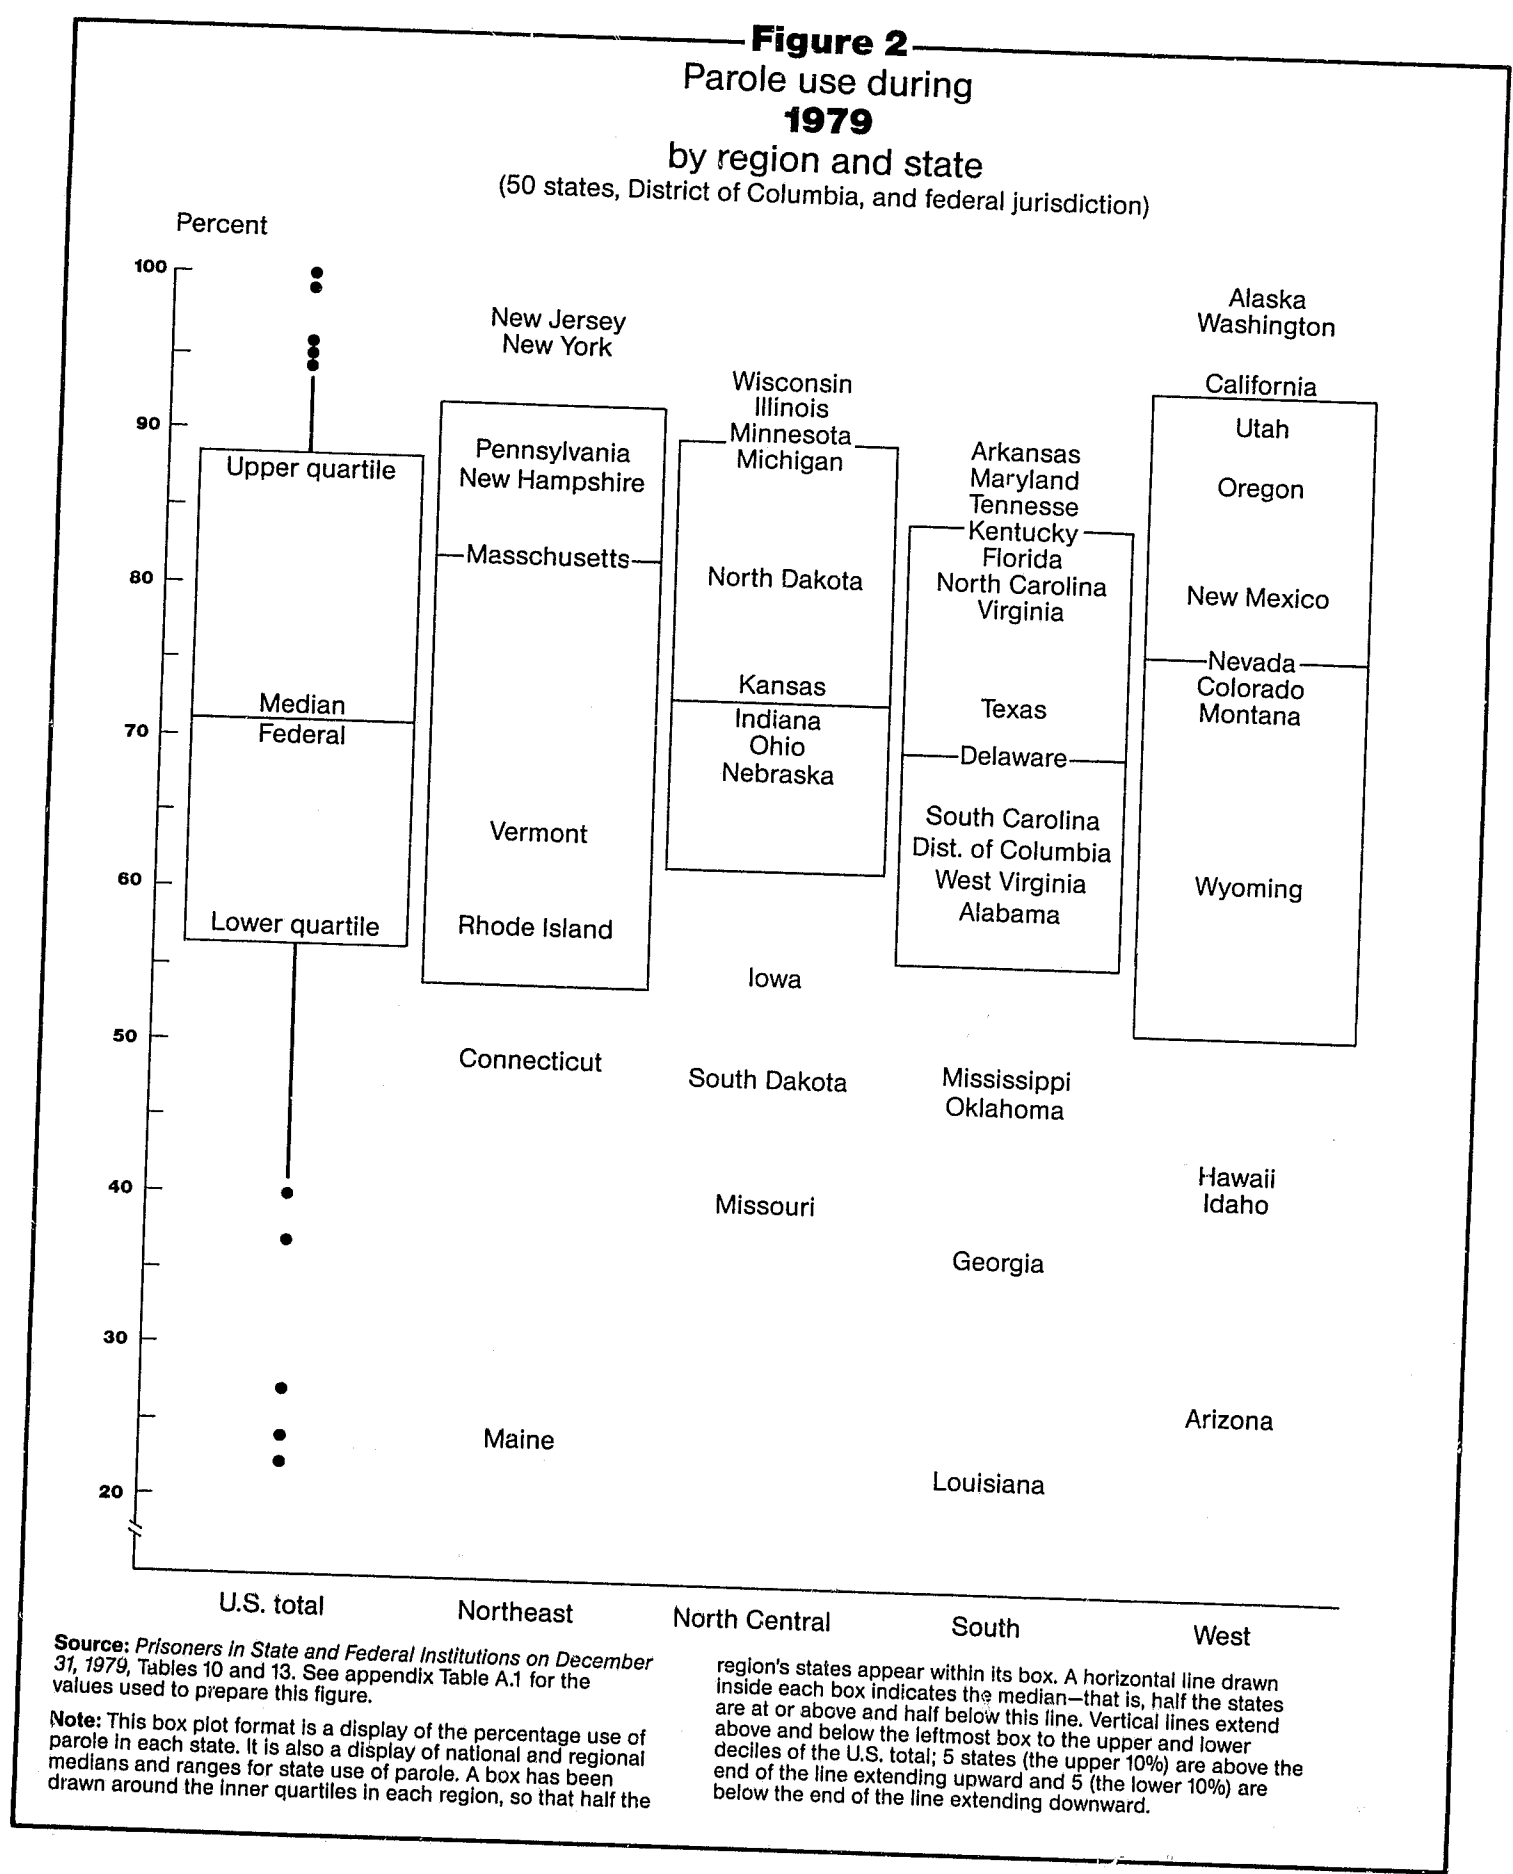 Figure 2
Parole use during
1979
by region and state
(50 states, District of Columbia, and federal jurisdiction)
Percent
100
90
80
70
60
50
40
30
20
Upper quartile
Median
Federal
Lower quartile
U.S. total
New Jersey
New York
Pennsylvania
New Hampshire
Masschusetts
Vermont
Rhode Island
Connecticut
Maine
Northeast
Wisconsin
Illinois
Minnesota
Michigan
North Dakota
Kansas
Indiana
Ohio
Nebraska
Iowa
South Dakota
Missouri
North Central
Arkansas
Maryland
Tennesse
Kentucky
Florida
North Carolina
Virginia
Texas
Delaware
South Carolina
Dist. of Columbia
West Virginia
Alabama
Mississippi
Oklahoma
Georgia
Louisiana
South
Alaska
Washington
California
Utah
Oregon
New Mexico
Nevada
Colorado
Montana
Wyoming
Hawaii
Idaho
Arizona
West
Source: Prisoners in State and Federal Institutions on December
31, 1979, Tables 10 and 13. See appendix Table A.1 for the
values used to prepare this figure.
Note: This box plot format is a display of the percentage use of
parole in each state. It is also a display of national and regional
medians and ranges for state use of parole. A box has been
drawn around the inner quartiles in each region, so that half the
region's states appear within its box. A horizontal line drawn
inside each box indicates the median—that is, half the states
are at or above and half below this line. Vertical lines extend
above and below the leftmost box to the upper and lower
deciles of the U.S. total; 5 states (the upper 10%) are above the
end of the line extending upward and 5 (the lower 10%) are
below the end of the line extending downward.